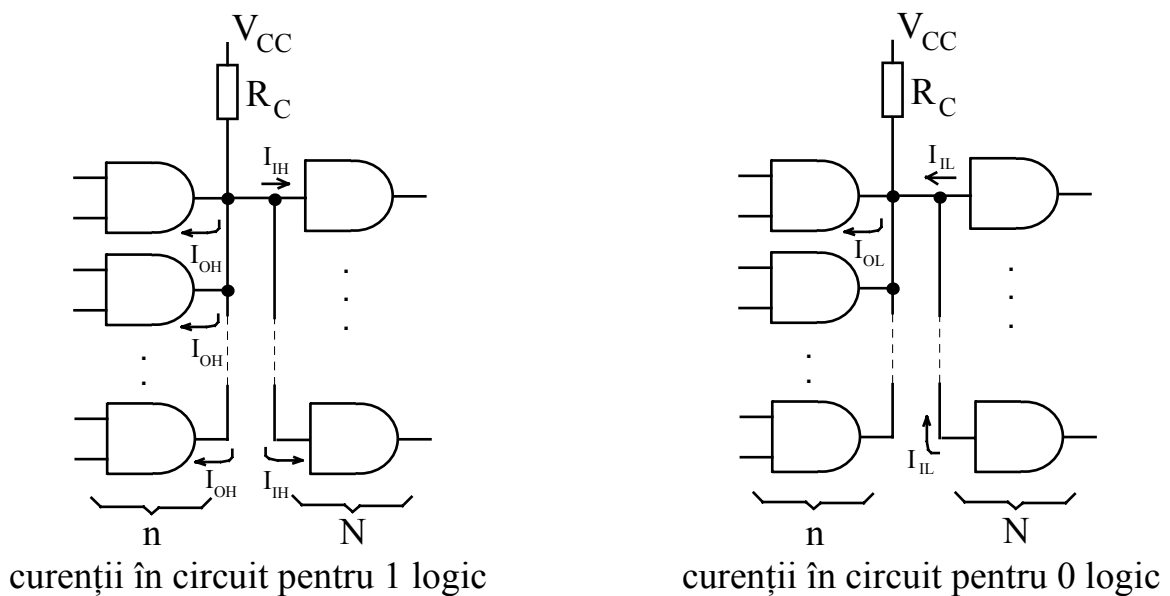 V_CC
R_C
I_IH
I_OH
I_OH
I_OH
I_IH
n
N
curenții în circuit pentru 1 logic
V_CC
R_C
I_IL
I_OL
I_IL
n
N
curenții în circuit pentru 0 logic